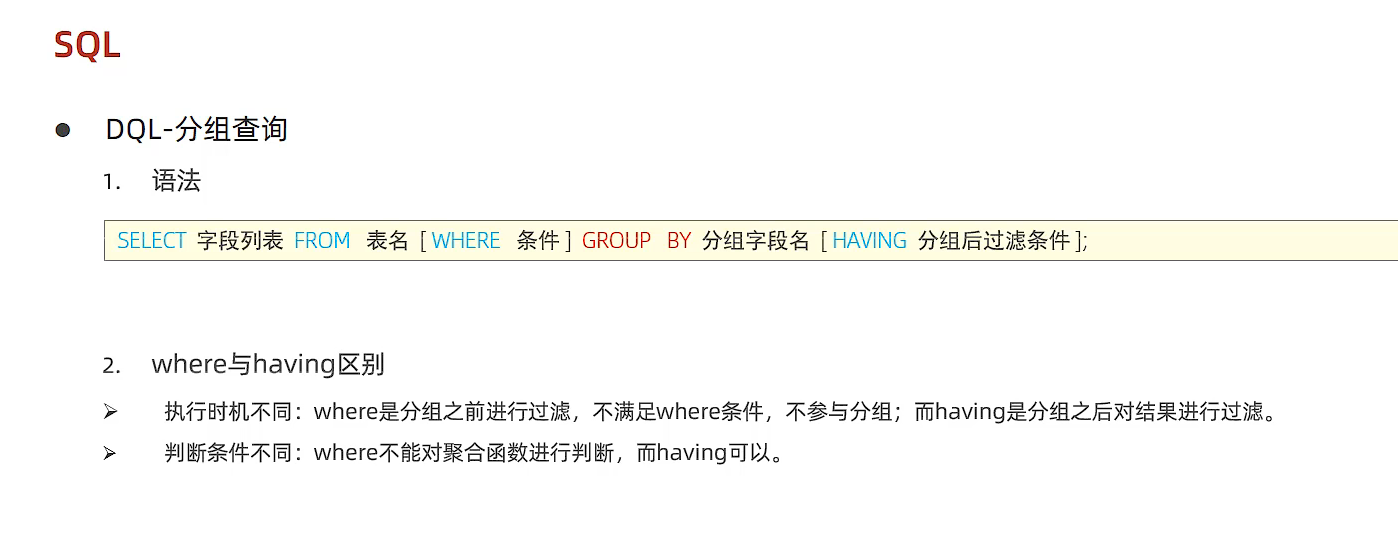 SQL
● DQL-分组查询
1. 语法
SELECT 字段列表 FROM 表名 [ WHERE 条件 ] GROUP BY 分组字段名 [ HAVING 分组后过滤条件 ];
2. where与having区别
➢ 执行时机不同：where是分组之前进行过滤，不满足where条件，不参与分组；而having是分组之后对结果进行过滤。
➢ 判断条件不同：where不能对聚合函数进行判断，而having可以。